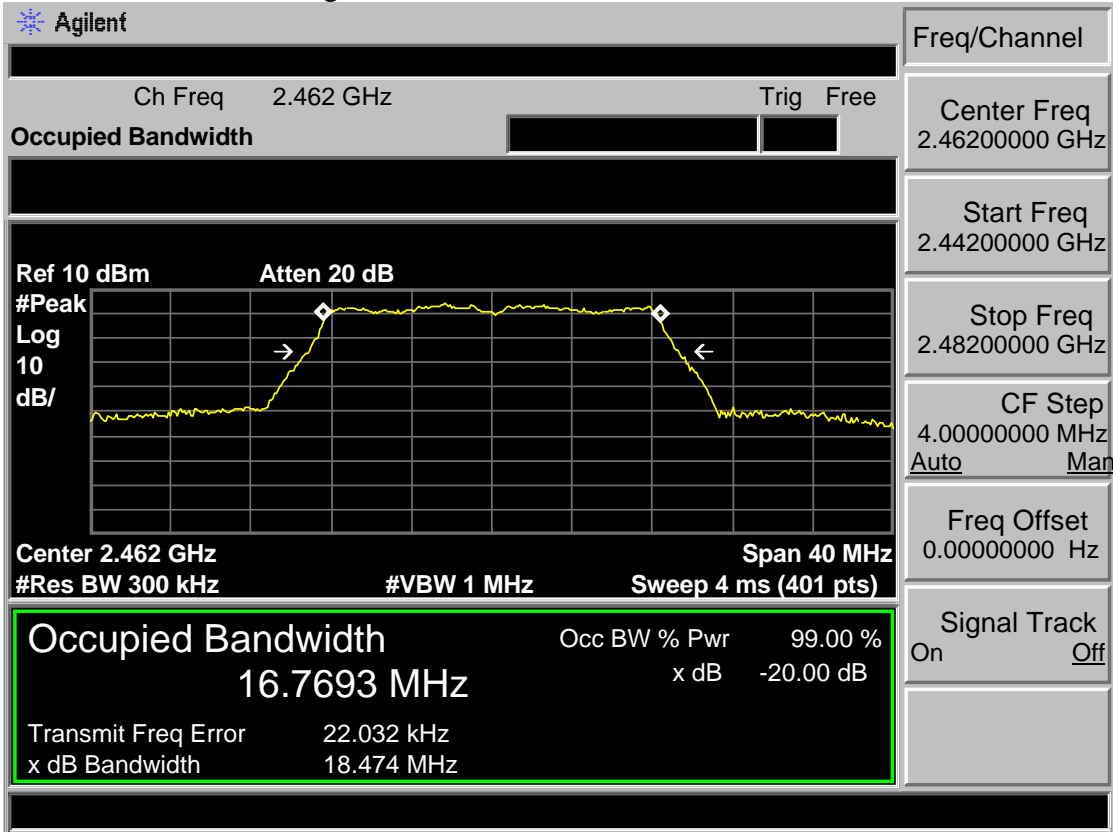 Agilent
Freq/Channel
Ch Freq 2.462 GHz Trig Free
Occupied Bandwidth
Center Freq
2.46200000 GHz
Start Freq
2.44200000 GHz
Ref 10 dBm Atten 20 dB
#Peak
Log
10
dB/
Stop Freq
2.48200000 GHz
CF Step
4.00000000 MHz
Auto Man
Freq Offset
0.00000000 Hz
Center 2.462 GHz Span 40 MHz
#Res BW 300 kHz #VBW 1 MHz Sweep 4 ms (401 pts)
Signal Track
On Off
Occupied Bandwidth Occ BW % Pwr 99.00 %
16.7693 MHz x dB -20.00 dB
Transmit Freq Error 22.032 kHz
x dB Bandwidth 18.474 MHz